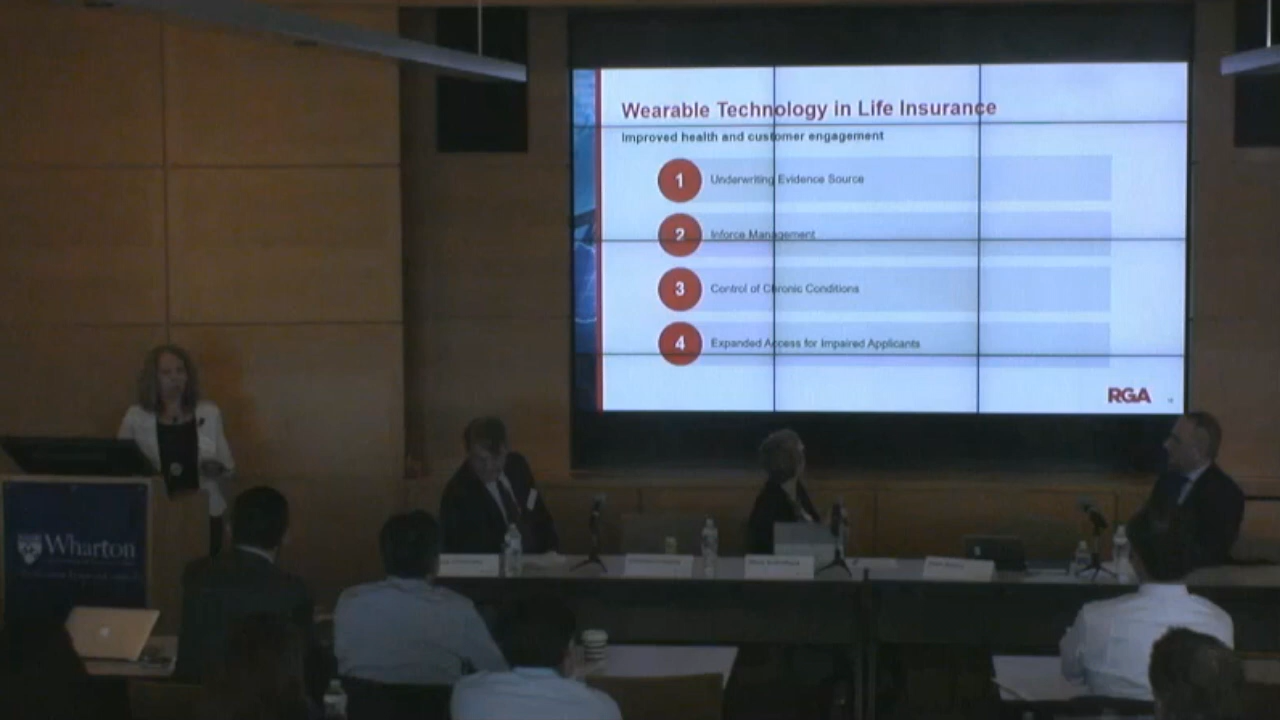 Wearable Technology in Life Insurance
Improved health and customer engagement
1 Underwriting Evidence Source
2 Inforce Management
3 Control of Chronic Conditions
4 Expanded Access for Impaired Applicants
RGA
Wharton